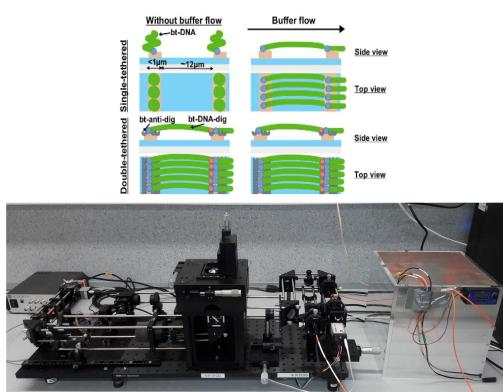 Without buffer flow
Buffer flow
bt-DNA
Side view
<1μm
~12μm
Single-tethered
Top view
bt-anti-dig
bt-DNA-dig
Side view
Double-tethered
Top view